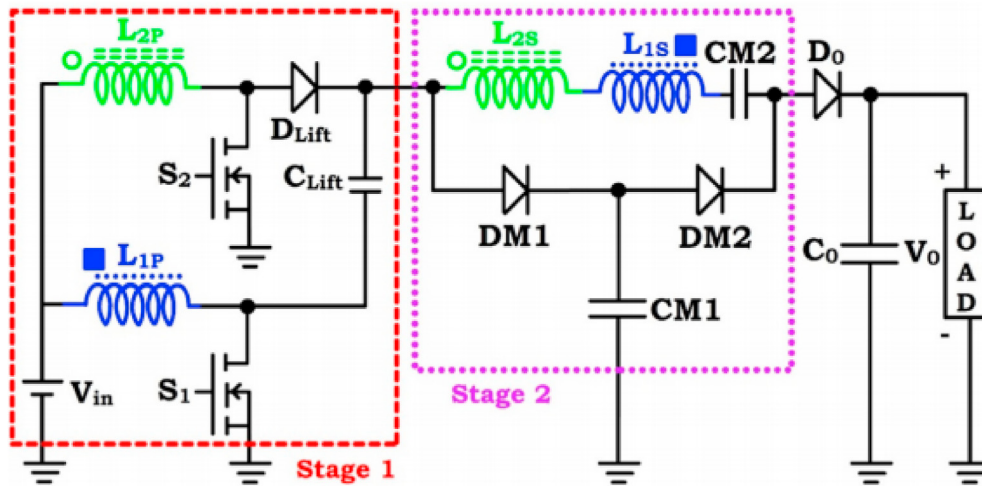 L2P
L2S
L1S
CM2
D0
DLift
S2
CLift
DM1
DM2
+
L1P
C0
V0
LOAD
CM1
Vin
S1
-
Stage 2
Stage 1